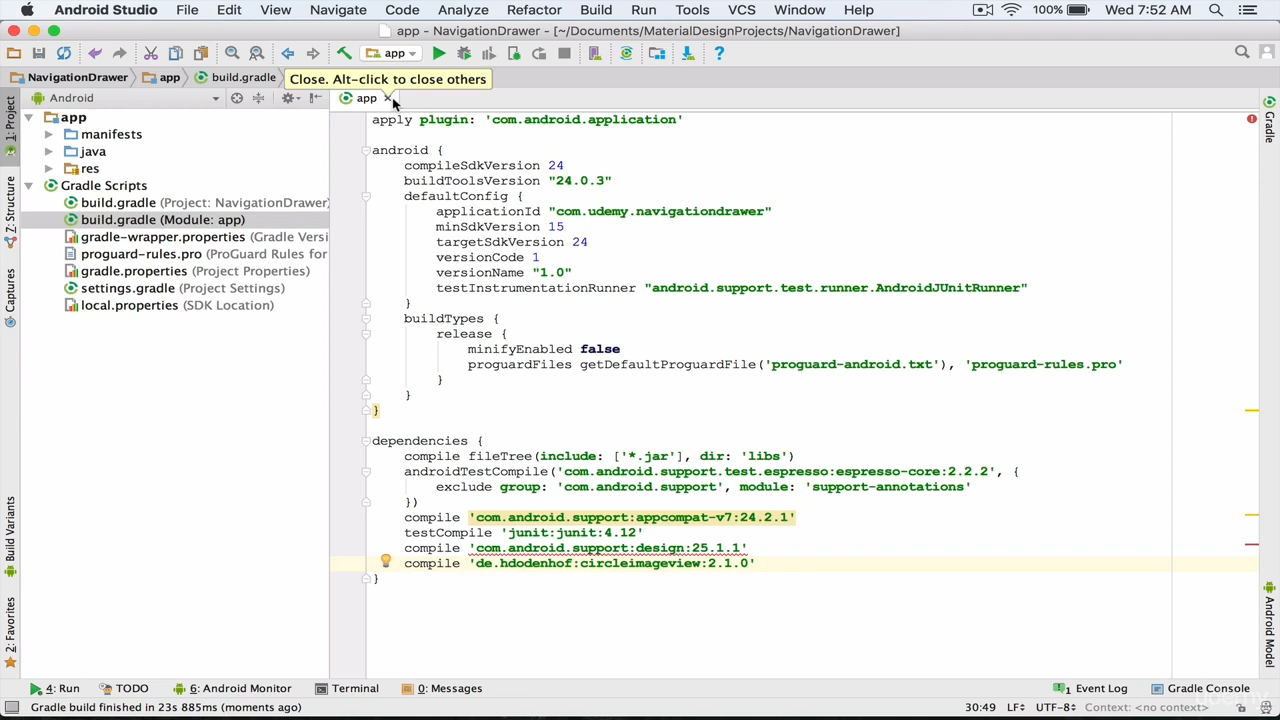 Android Studio File Edit View Navigate Code Analyze Refactor Build Run Tools VCS Window Help 100% Wed 7:52 AM
app - NavigationDrawer - [~/Documents/MaterialDesignProjects/NavigationDrawer]
app
NavigationDrawer app build.gradle
Close. Alt-click to close others
Android
app
1: Project
Z: Structure
Captures
Build Variants
2: Favorites
app
manifests
java
res
Gradle Scripts
build.gradle (Project: NavigationDrawer)
build.gradle (Module: app)
gradle-wrapper.properties (Gradle Versi
proguard-rules.pro (ProGuard Rules for
gradle.properties (Project Properties)
settings.gradle (Project Settings)
local.properties (SDK Location)
apply plugin: 'com.android.application'
android {
compileSdkVersion 24
buildToolsVersion "24.0.3"
defaultConfig {
applicationId "com.udemy.navigationdrawer"
minSdkVersion 15
targetSdkVersion 24
versionCode 1
versionName "1.0"
testInstrumentationRunner "android.support.test.runner.AndroidJUnitRunner"
}
buildTypes {
release {
minifyEnabled false
proguardFiles getDefaultProguardFile('proguard-android.txt'), 'proguard-rules.pro'
}
}
}
dependencies {
compile fileTree(include: ['*.jar'], dir: 'libs')
androidTestCompile('com.android.support.test.espresso:espresso-core:2.2.2', {
exclude group: 'com.android.support', module: 'support-annotations'
})
compile 'com.android.support:appcompat-v7:24.2.1'
testCompile 'junit:junit:4.12'
compile 'com.android.support:design:25.1.1'
compile 'de.hdodenhof:circleimageview:2.1.0'
}
Gradle
Android Model
4: Run TODO 6: Android Monitor Terminal 0: Messages 1 Event Log Gradle Console
Gradle build finished in 23s 885ms (moments ago) 30:49 LF÷ UTF-8÷ Context: <no context>
udemy